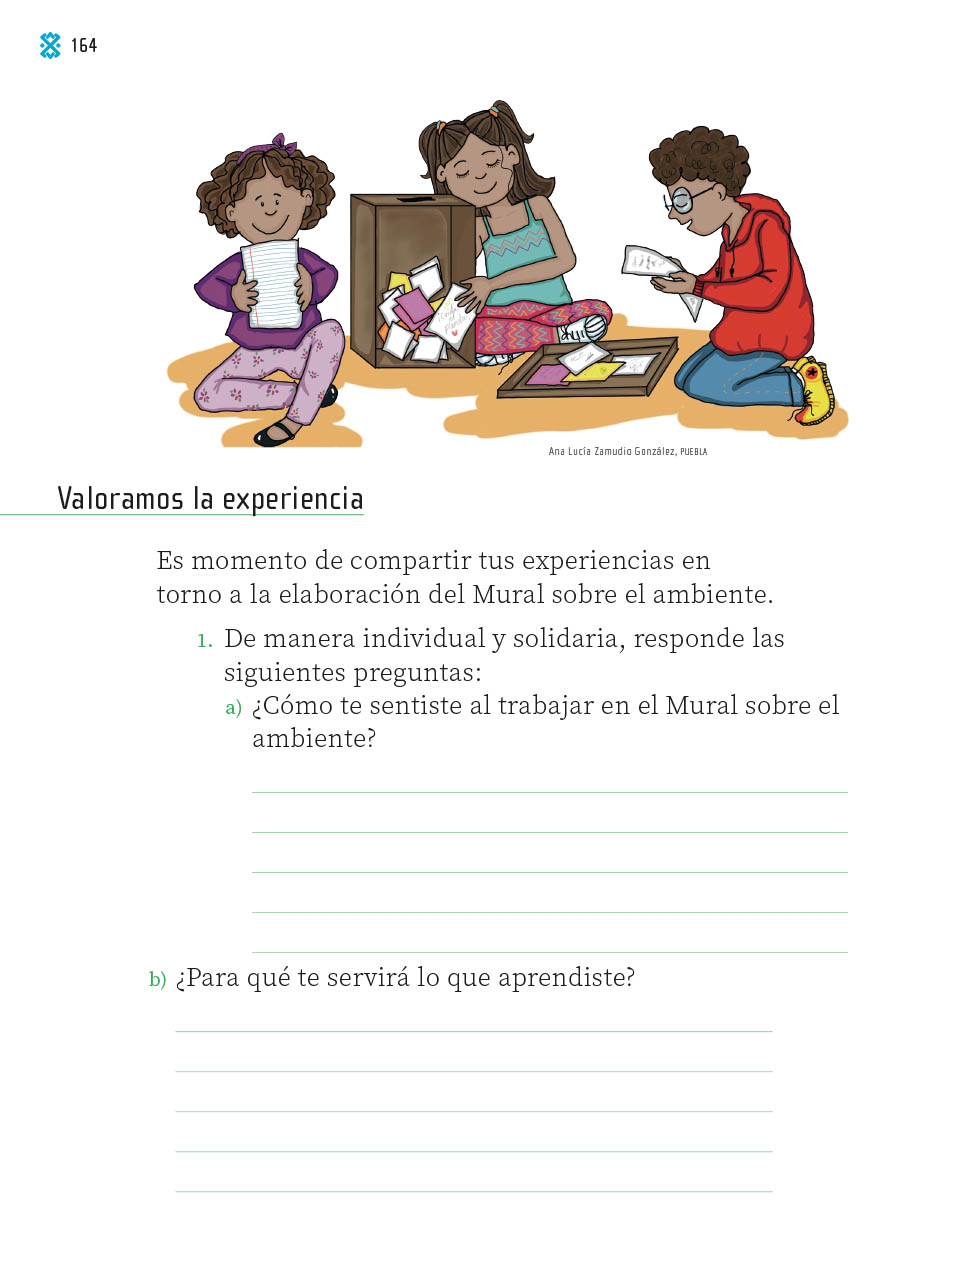 164
Ana Lucía Zamudio González, PUEBLA
Valoramos la experiencia
Es momento de compartir tus experiencias en
torno a la elaboración del Mural sobre el ambiente.
1. De manera individual y solidaria, responde las
siguientes preguntas:
a) ¿Cómo te sentiste al trabajar en el Mural sobre el
ambiente?
b) ¿Para qué te servirá lo que aprendiste?